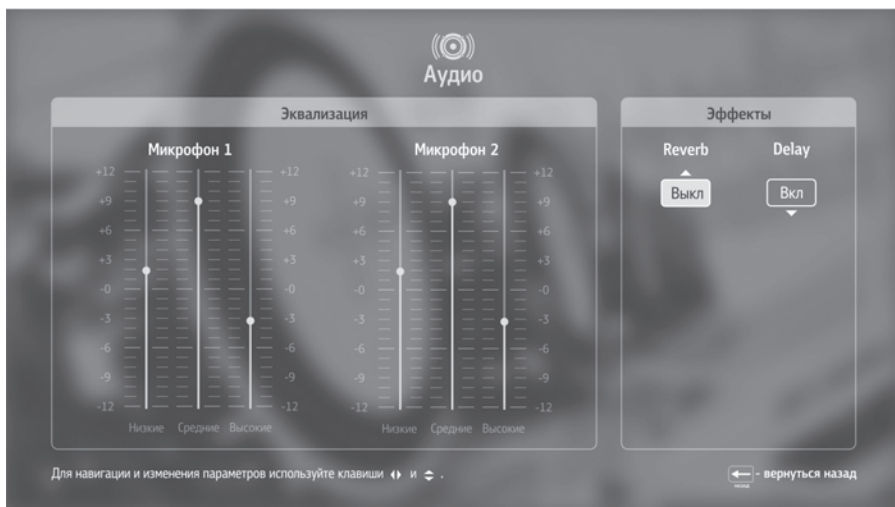 Аудио
Эквализация
Эффекты
Микрофон 1
Микрофон 2
Reverb
Delay
+12 +12 +12 +12
+9 +9 +9 +9
Выкл
Вкл
+6 +6 +6 +6
+3 +3 +3 +3
-0 -0 -0 -0
-3 -3 -3 -3
-6 -6 -6 -6
-9 -9 -9 -9
-12 -12 -12 -12
Низкие Средние Высокие
Низкие Средние Высокие
Для навигации и изменения параметров используйте клавиши и .
назад
- вернуться назад